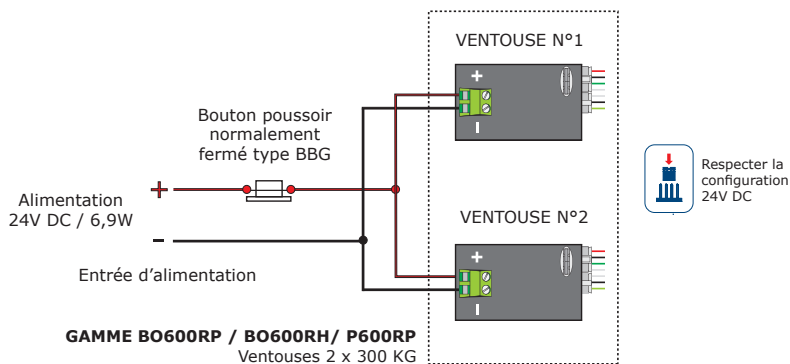 VENTOUSE N°1
+
–
Bouton poussoir
normalement
fermé type BBG
+
Alimentation
24V DC / 6,9W
–
Entrée d’alimentation
VENTOUSE N°2
+
–
Respecter la
configuration
24V DC
GAMME BO600RP / BO600RH/ P600RP
Ventouses 2 x 300 KG